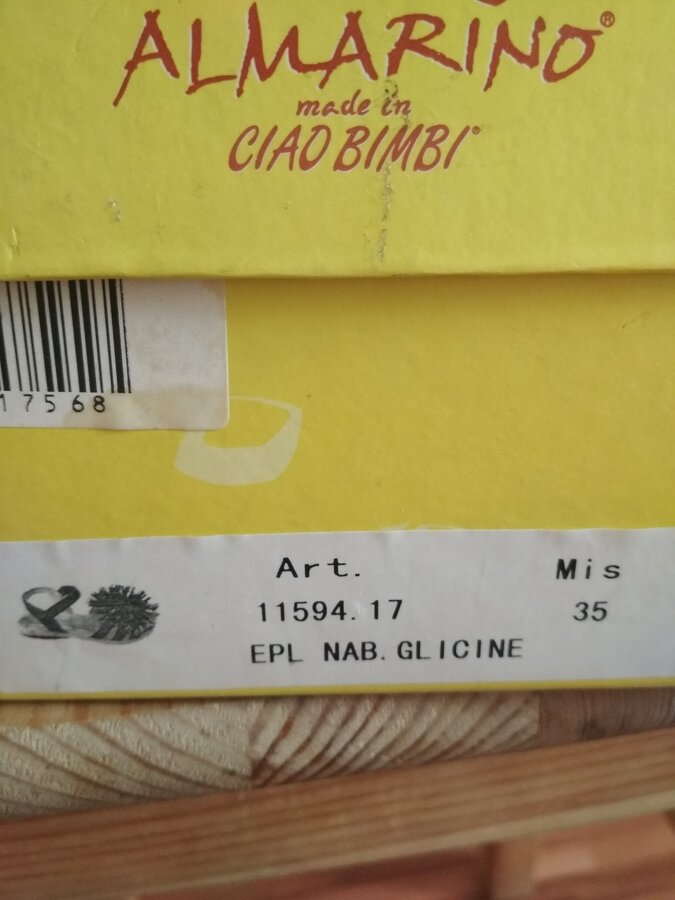 ALMARINO®
made in
CIAO BIMBI®
17568
Art. Mis
11594.17 35
EPL NAB.GLICINE